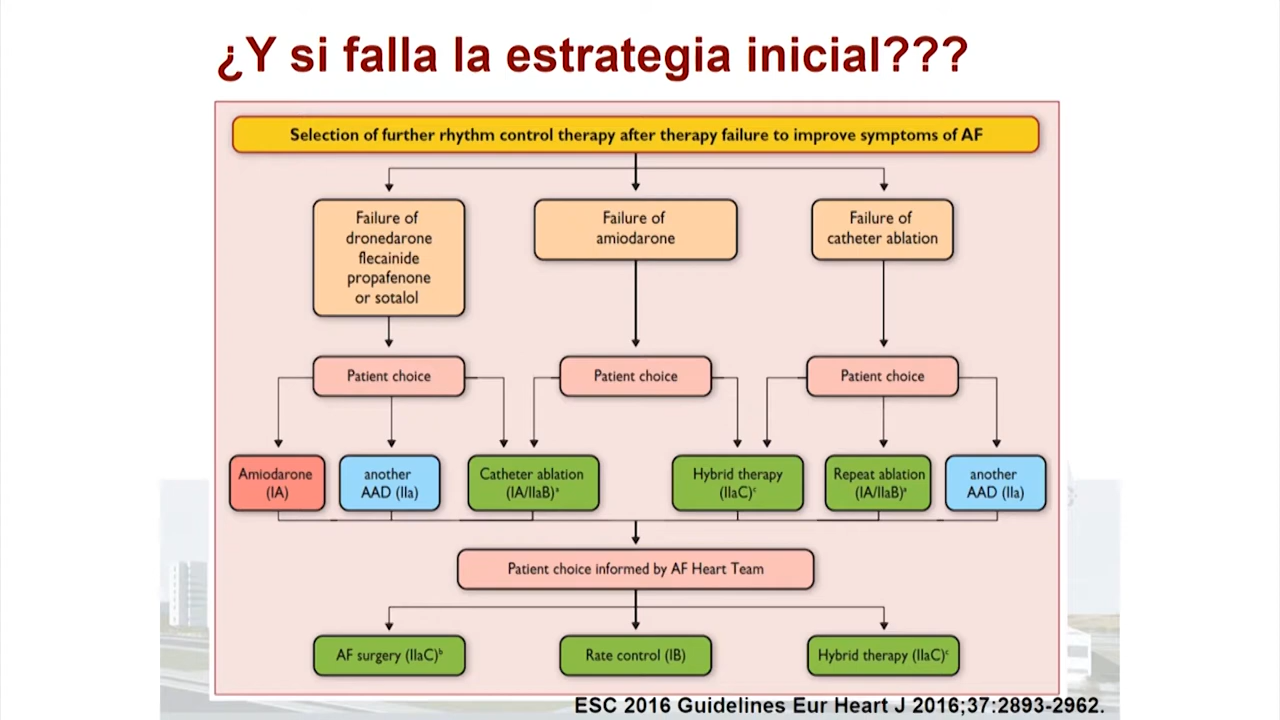 ¿Y si falla la estrategia inicial???
Selection of further rhythm control therapy after therapy failure to improve symptoms of AF
Failure of
dronedarone
flecainide
propafenone
or sotalol
Failure of
amiodarone
Failure of
catheter ablation
Patient choice
Patient choice
Patient choice
Amiodarone
(IA)
another
AAD (IIa)
Catheter ablation
(IA/IIaB)ª
Hybrid therapy
(IIaC)ᶜ
Repeat ablation
(IA/IIaB)ª
another
AAD (IIa)
Patient choice informed by AF Heart Team
AF surgery (IIaC)ᵇ
Rate control (IB)
Hybrid therapy (IIaC)ᶜ
ESC 2016 Guidelines Eur Heart J 2016;37:2893-2962.